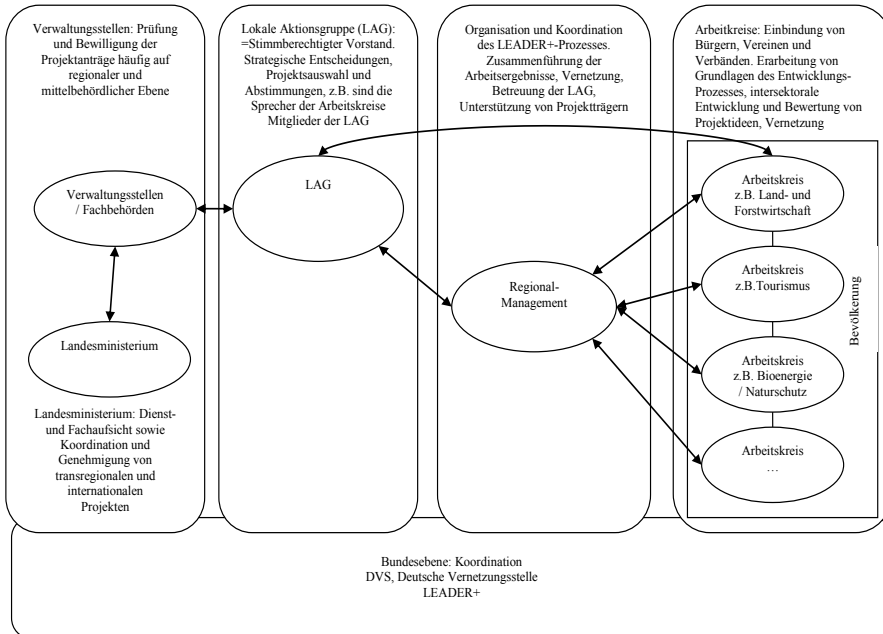 Verwaltungsstellen: Prüfung
und Bewilligung der
Projektanträge häufig auf
regionaler und
mittelbehördlicher Ebene
Verwaltungsstellen
/ Fachbehörden
Landesministerium
Landesministerium: Dienst-
und Fachaufsicht sowie
Koordination und
Genehmigung von
transregionalen und
internationalen
Projekten
Lokale Aktionsgruppe (LAG):
=Stimmberechtigter Vorstand.
Strategische Entscheidungen,
Projektsauswahl und
Abstimmungen, z.B. sind die
Sprecher der Arbeitskreise
Mitglieder der LAG
LAG
Organisation und Koordination
des LEADER+-Prozesses.
Zusammenführung der
Arbeitsergebnisse, Vernetzung,
Betreuung der LAG,
Unterstützung von Projektträgern
Regional-
Management
Arbeitkreise: Einbindung von
Bürgern, Vereinen und
Verbänden. Erarbeitung von
Grundlagen des Entwicklungs-
Prozesses, intersektorale
Entwicklung und Bewertung von
Projektideen, Vernetzung
Arbeitskreis
z.B. Land- und
Forstwirtschaft
Arbeitskreis
z.B.Tourismus
Arbeitskreis
z.B. Bioenergie
/ Naturschutz
Arbeitskreis
…
Bevölkerung
Bundesebene: Koordination
DVS, Deutsche Vernetzungsstelle
LEADER+